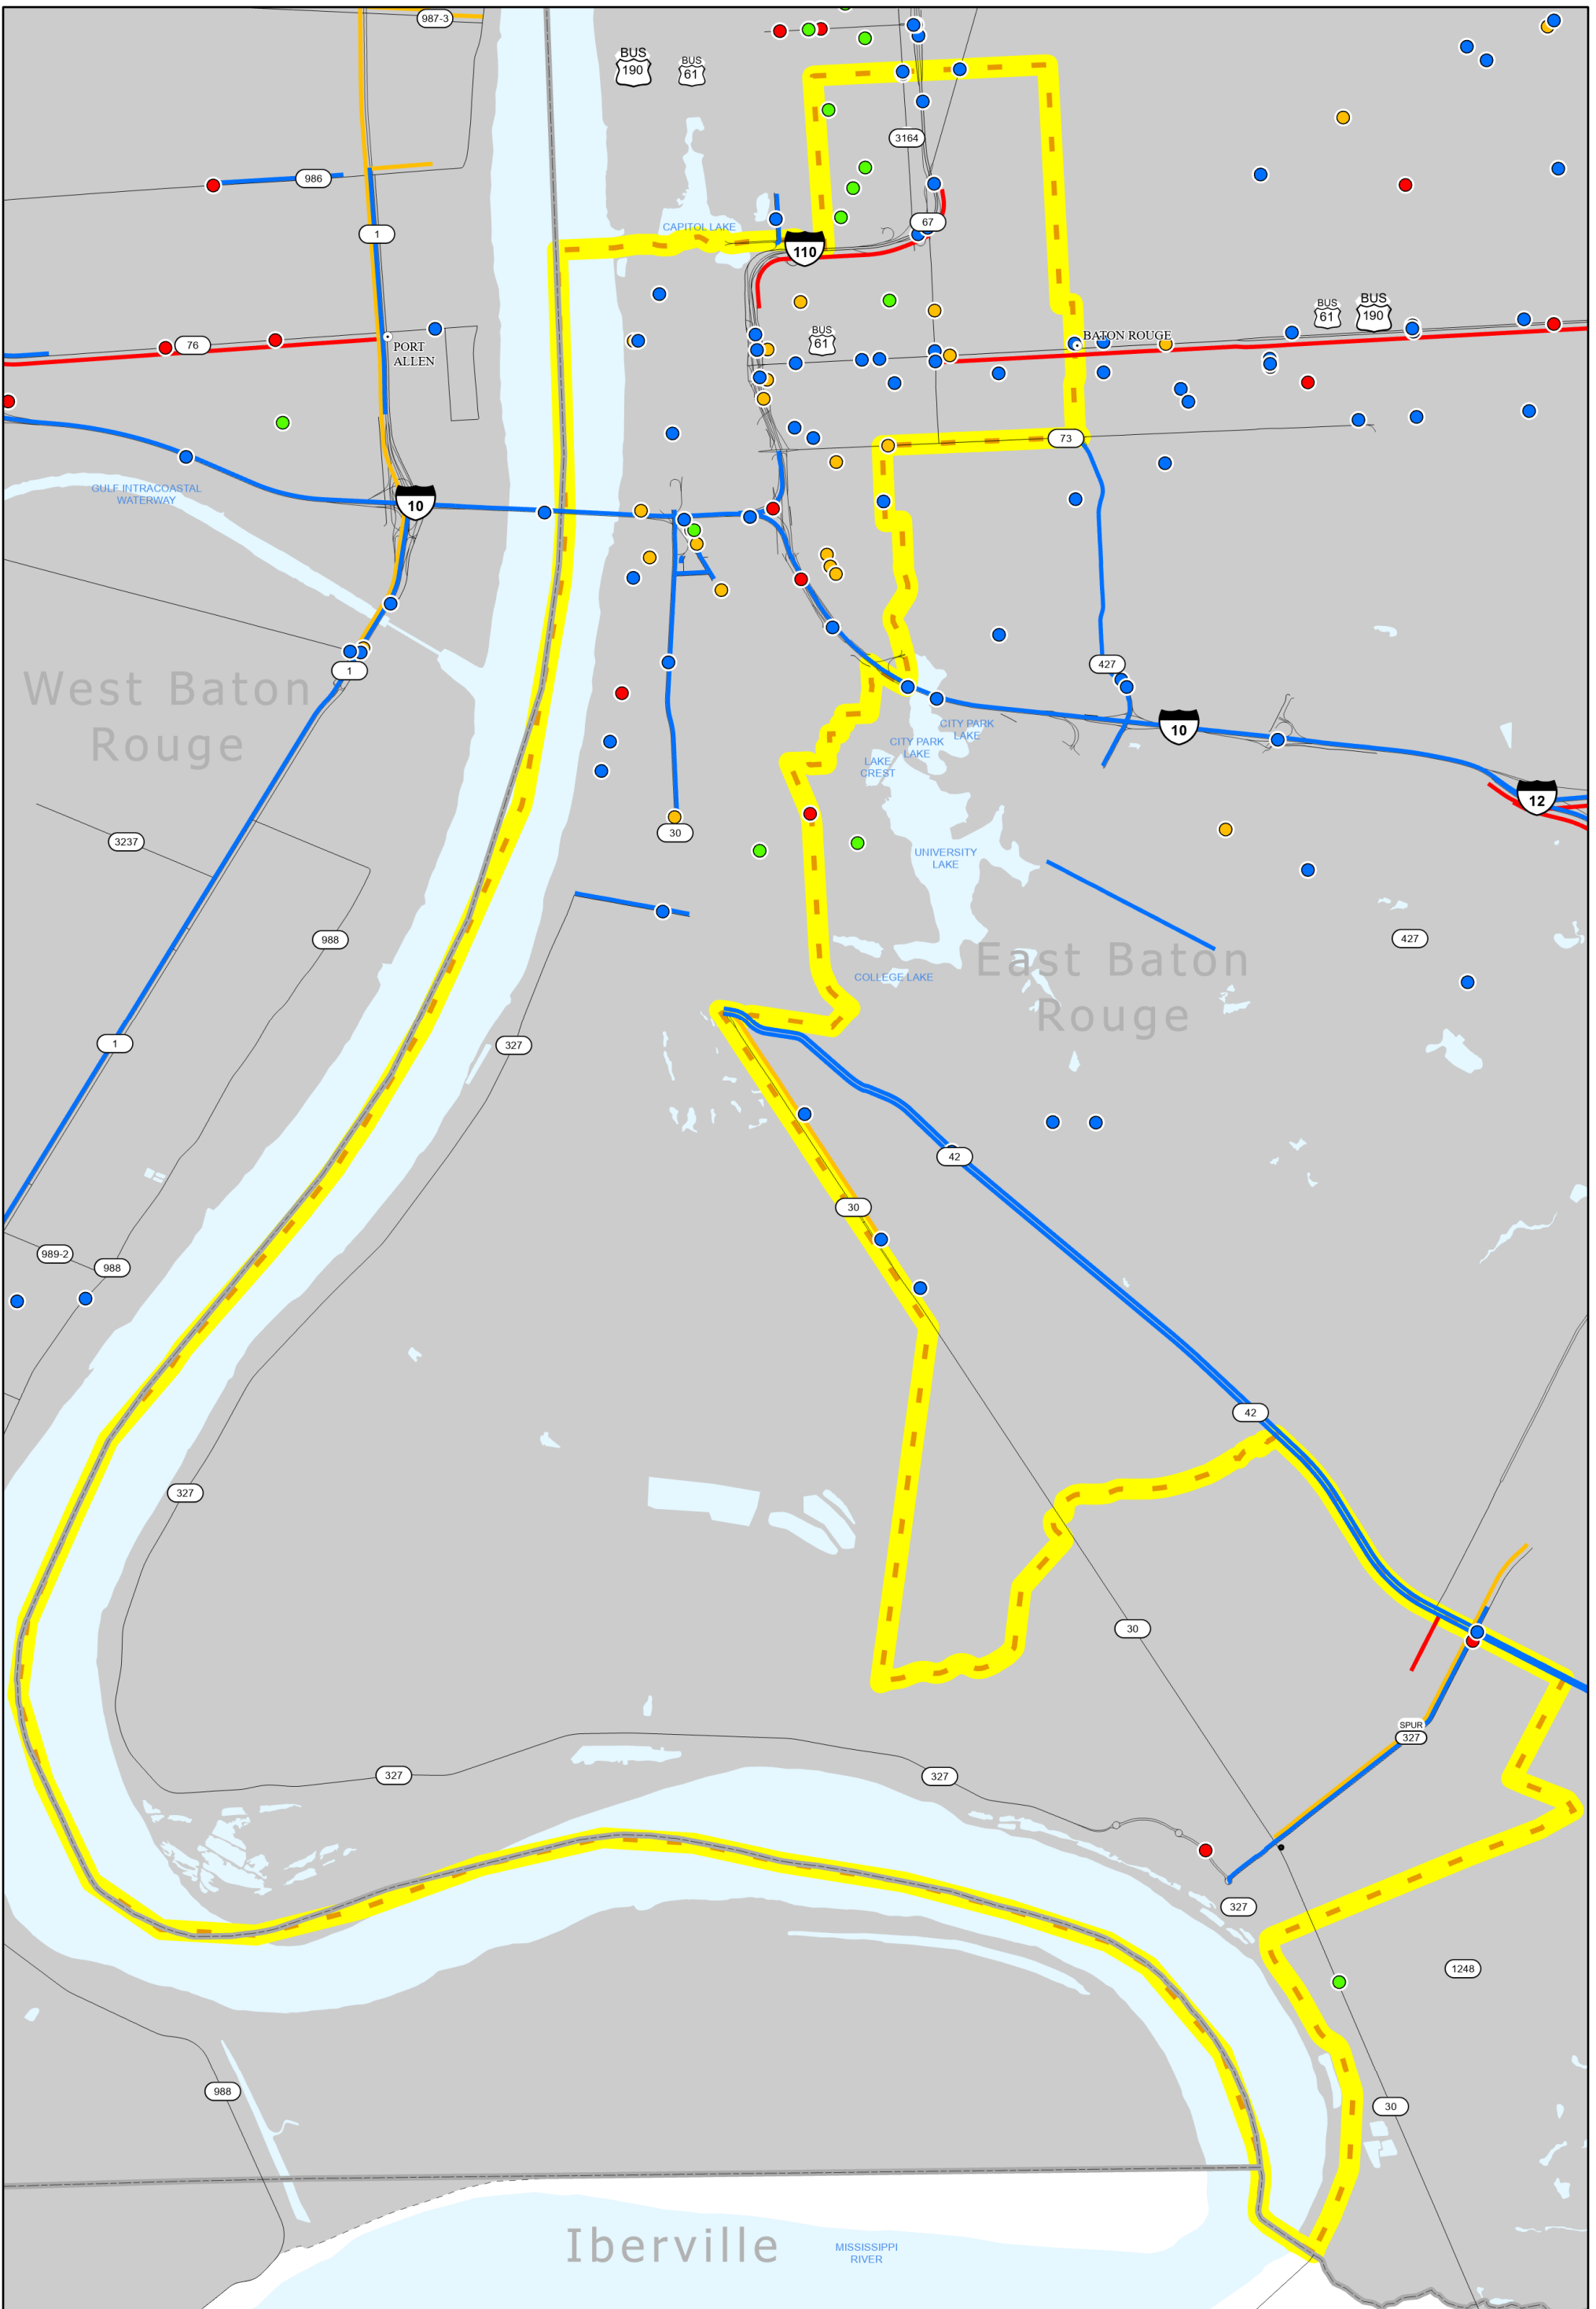 987-3
BUS
190
BUS
61
3164
986
67
1
CAPITOL LAKE
110
BUS
61
BUS
190
BUS
61
BATON ROUGE
76
PORT
ALLEN
73
GULF INTRACOASTAL
WATERWAY
10
427
1
West Baton
Rouge
CITY PARK
LAKE
CITY PARK
LAKE
10
LAKE
CREST
12
30
3237
UNIVERSITY
LAKE
988
427
East Baton
Rouge
COLLEGE LAKE
1
327
42
30
989-2
988
42
327
30
SPUR
327
327
327
327
1248
988
30
Iberville
MISSISSIPPI
RIVER